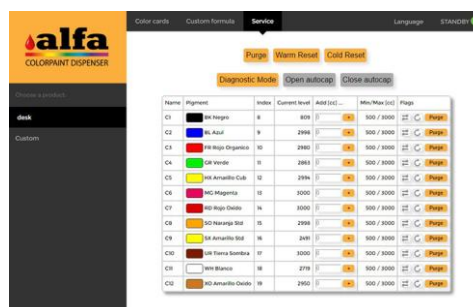 Color cards Custom formula Service Language STANDBY
alfa
COLORPAINT DISPENSER
Choose a product:
desk
Custom
Purge Warm Reset Cold Reset
Diagnostic Mode Open autocap Close autocap
Name Pigment Index Current level Add [cc] ... Min/Max [cc] Flags
C1 BK Negro 8 809 + 500 / 3000 Purge
C2 BL Azul 9 2998 + 500 / 3000 Purge
C3 FR Rojo Organico 10 2980 + 500 / 3000 Purge
C4 GR Verde 11 2863 + 500 / 3000 Purge
C5 HX Amarillo Cub 12 2994 + 500 / 3000 Purge
C6 MG Magenta 13 3000 + 500 / 3000 Purge
C7 RD Rojo Oxido 14 3000 + 500 / 3000 Purge
C8 SO Naranja Std 15 2998 + 500 / 3000 Purge
C9 SX Amarillo Std 16 2491 + 500 / 3000 Purge
C10 UR Tierra Sombra 17 3000 + 500 / 3000 Purge
C11 WH Blanco 18 2719 + 500 / 3000 Purge
C12 XO Amarillo Oxido 19 2950 + 500 / 3000 Purge